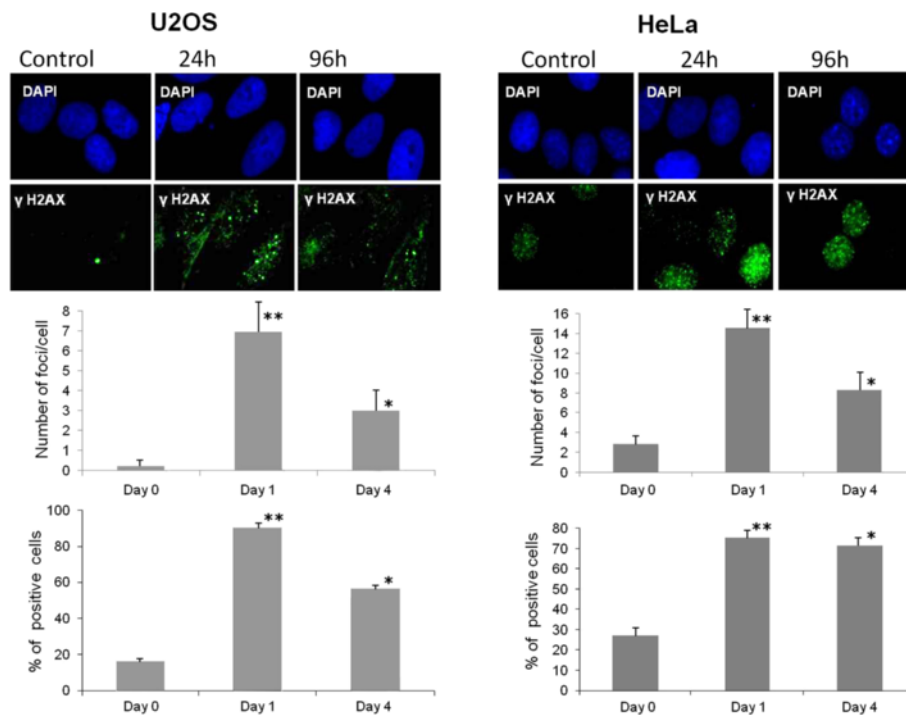 U2OS
Control 24h 96h
DAPI DAPI DAPI
γ H2AX γ H2AX γ H2AX
Number of foci/cell
8
7
6
5
4
3
2
1
0
**
*
Day 0 Day 1 Day 4
% of positive cells
100
80
60
40
20
0
**
*
Day 0 Day 1 Day 4
HeLa
Control 24h 96h
DAPI DAPI DAPI
γ H2AX γ H2AX γ H2AX
Number of foci/cell
16
14
12
10
8
6
4
2
0
**
*
Day 0 Day 1 Day 4
% of positive cells
80
70
60
50
40
30
20
10
0
**
*
Day 0 Day 1 Day 4